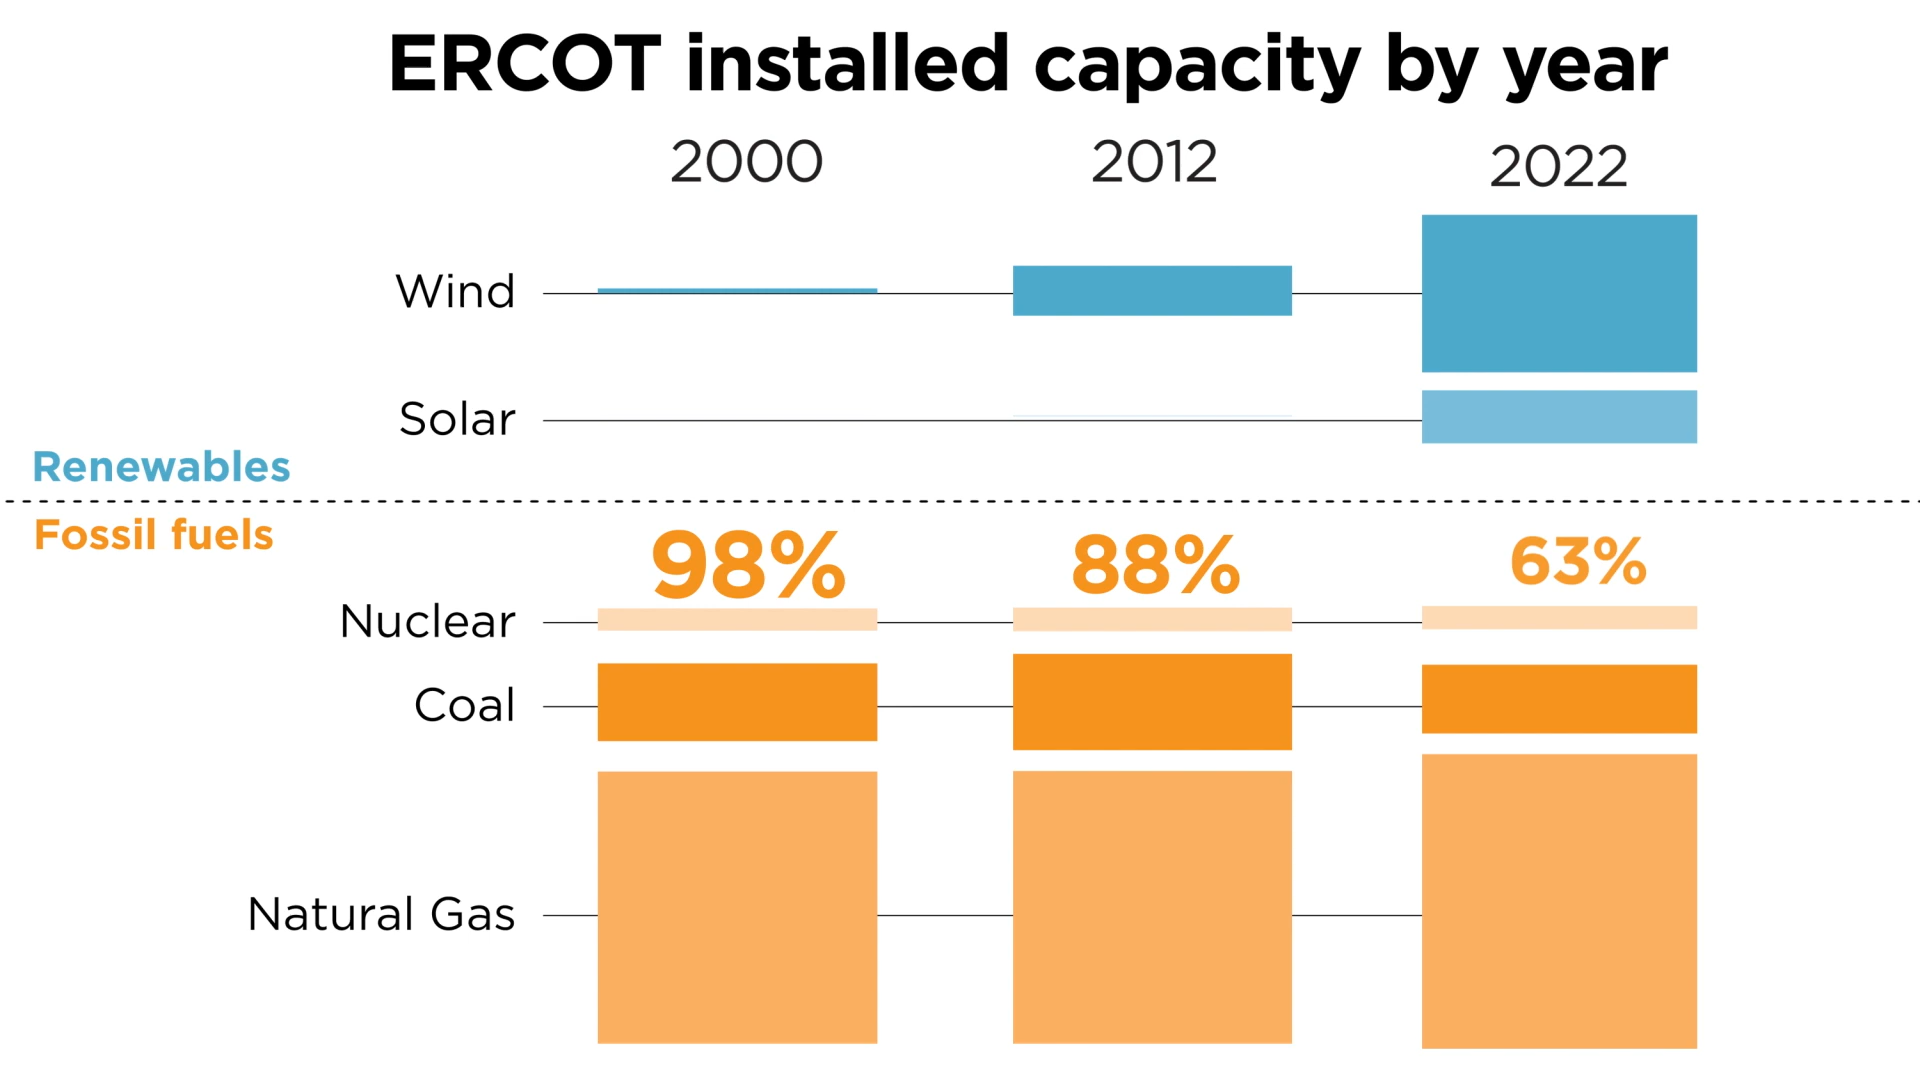 ERCOT installed capacity by year
2000 2012 2022
Wind
Solar
Renewables
Fossil fuels
98% 88% 63%
Nuclear
Coal
Natural Gas